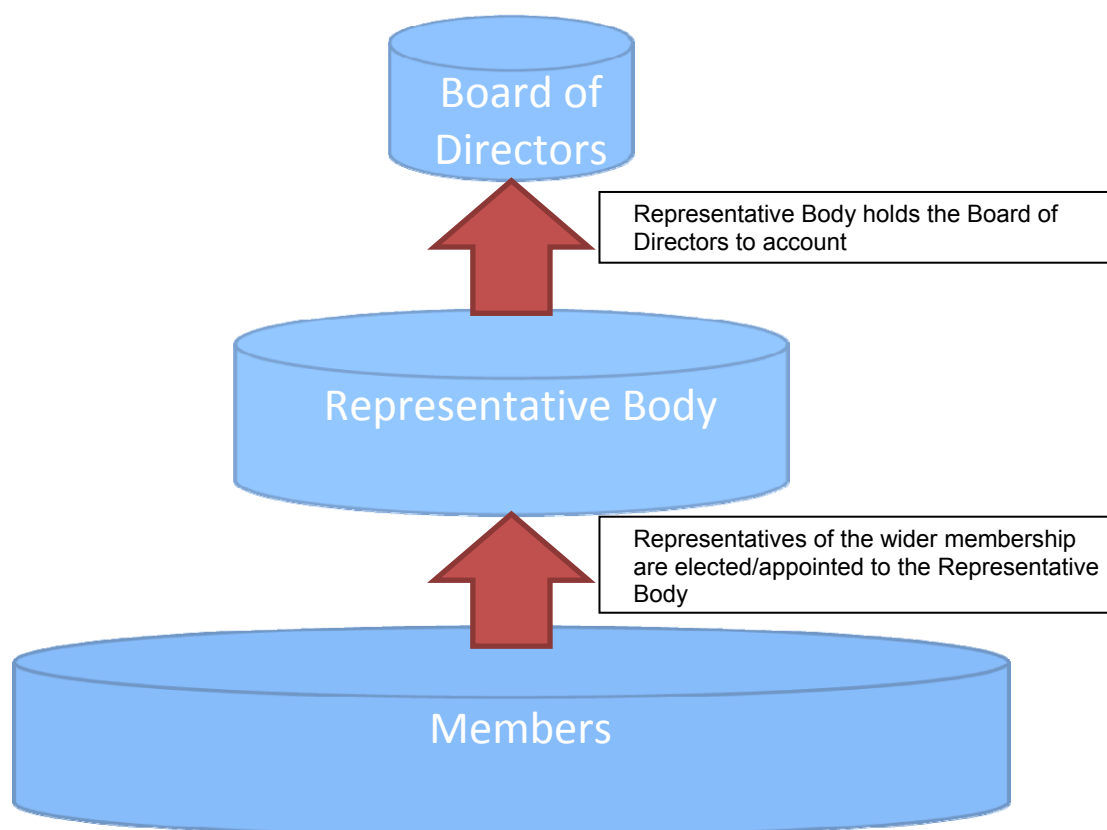 Board of
Directors
Representative Body holds the Board of
Directors to account
Representative Body
Representatives of the wider membership
are elected/appointed to the Representative
Body
Members